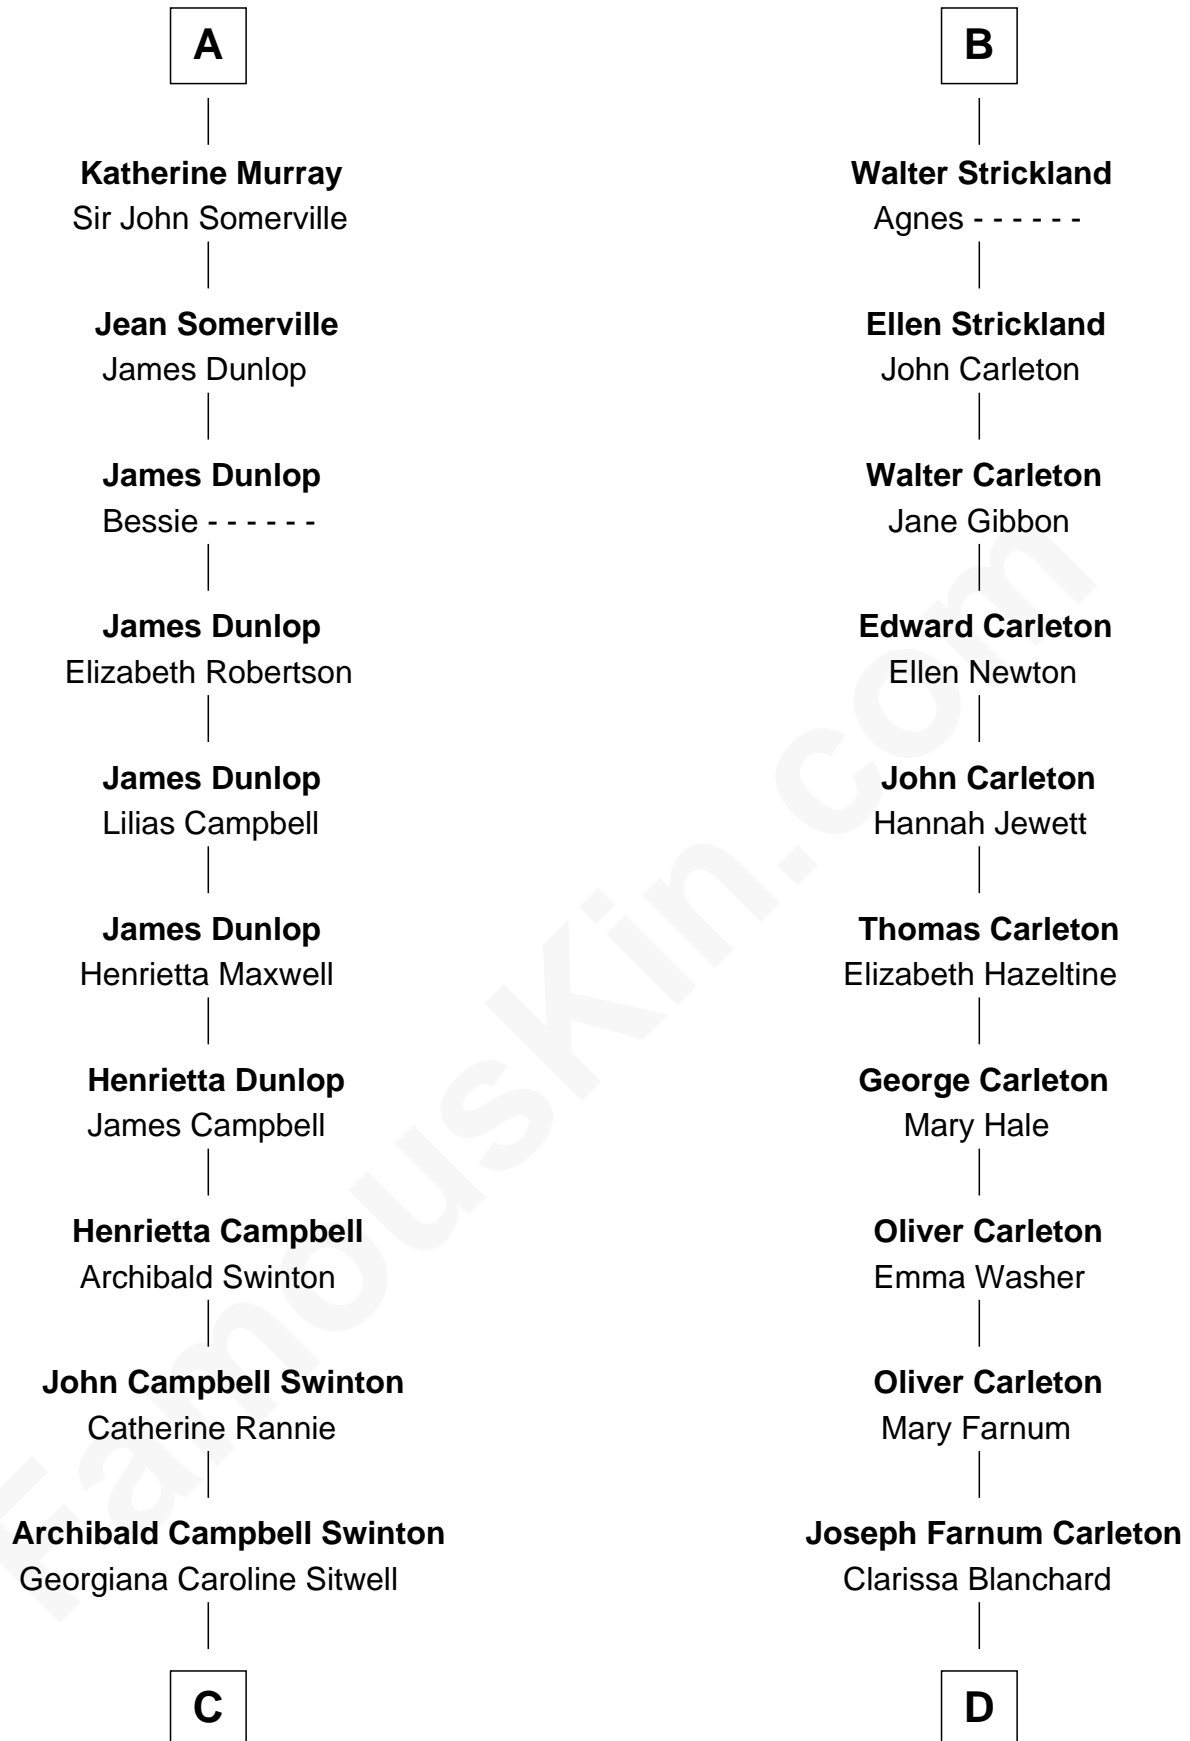 A
Katherine Murray
Sir John Somerville
Jean Somerville
James Dunlop
James Dunlop
Bessie - - - - - -
James Dunlop
Elizabeth Robertson
James Dunlop
Lilias Campbell
James Dunlop
Henrietta Maxwell
Henrietta Dunlop
James Campbell
Henrietta Campbell
Archibald Swinton
John Campbell Swinton
Catherine Rannie
Archibald Campbell Swinton
Georgiana Caroline Sitwell
C
B
Walter Strickland
Agnes - - - - - -
Ellen Strickland
John Carleton
Walter Carleton
Jane Gibbon
Edward Carleton
Ellen Newton
John Carleton
Hannah Jewett
Thomas Carleton
Elizabeth Hazeltine
George Carleton
Mary Hale
Oliver Carleton
Emma Washer
Oliver Carleton
Mary Farnum
Joseph Farnum Carleton
Clarissa Blanchard
D
FamousKin.com